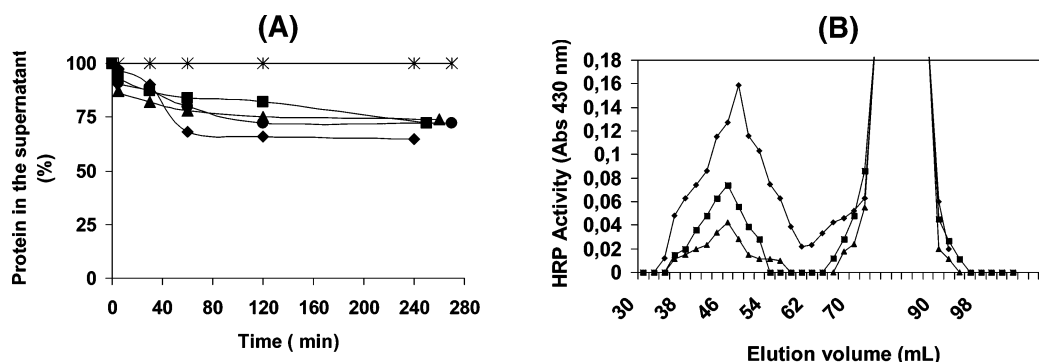 (A)
Protein in the supernatant
(%)
100
75
50
25
0
0 40 80 120 160 200 240 280
Time ( min)
(B)
HRP Activity (Abs 430 nm)
0,18
0,16
0,14
0,12
0,1
0,08
0,06
0,04
0,02
0
30 38 46 54 62 70 90 98
Elution volume (mL)